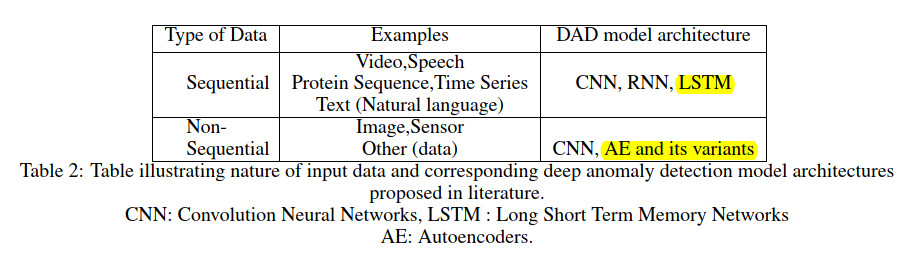 Type of Data Examples DAD model architecture
Video,Speech
Sequential Protein Sequence,Time Series CNN, RNN, LSTM
Text (Natural language)
Non- Image,Sensor
Sequential Other (data) CNN, AE and its variants
Table 2: Table illustrating nature of input data and corresponding deep anomaly detection model architectures
proposed in literature.
CNN: Convolution Neural Networks, LSTM : Long Short Term Memory Networks
AE: Autoencoders.